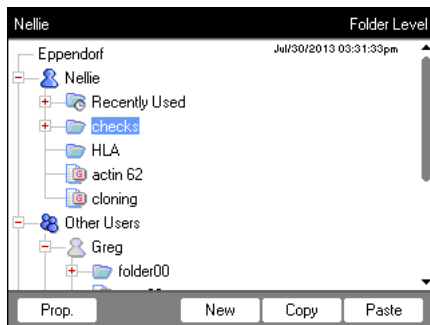 Nellie Folder Level
Eppendorf Jul/30/2013 03:31:33pm
Nellie
Recently Used
checks
HLA
actin 62
cloning
Other Users
Greg
folder00
Prop. New Copy Paste